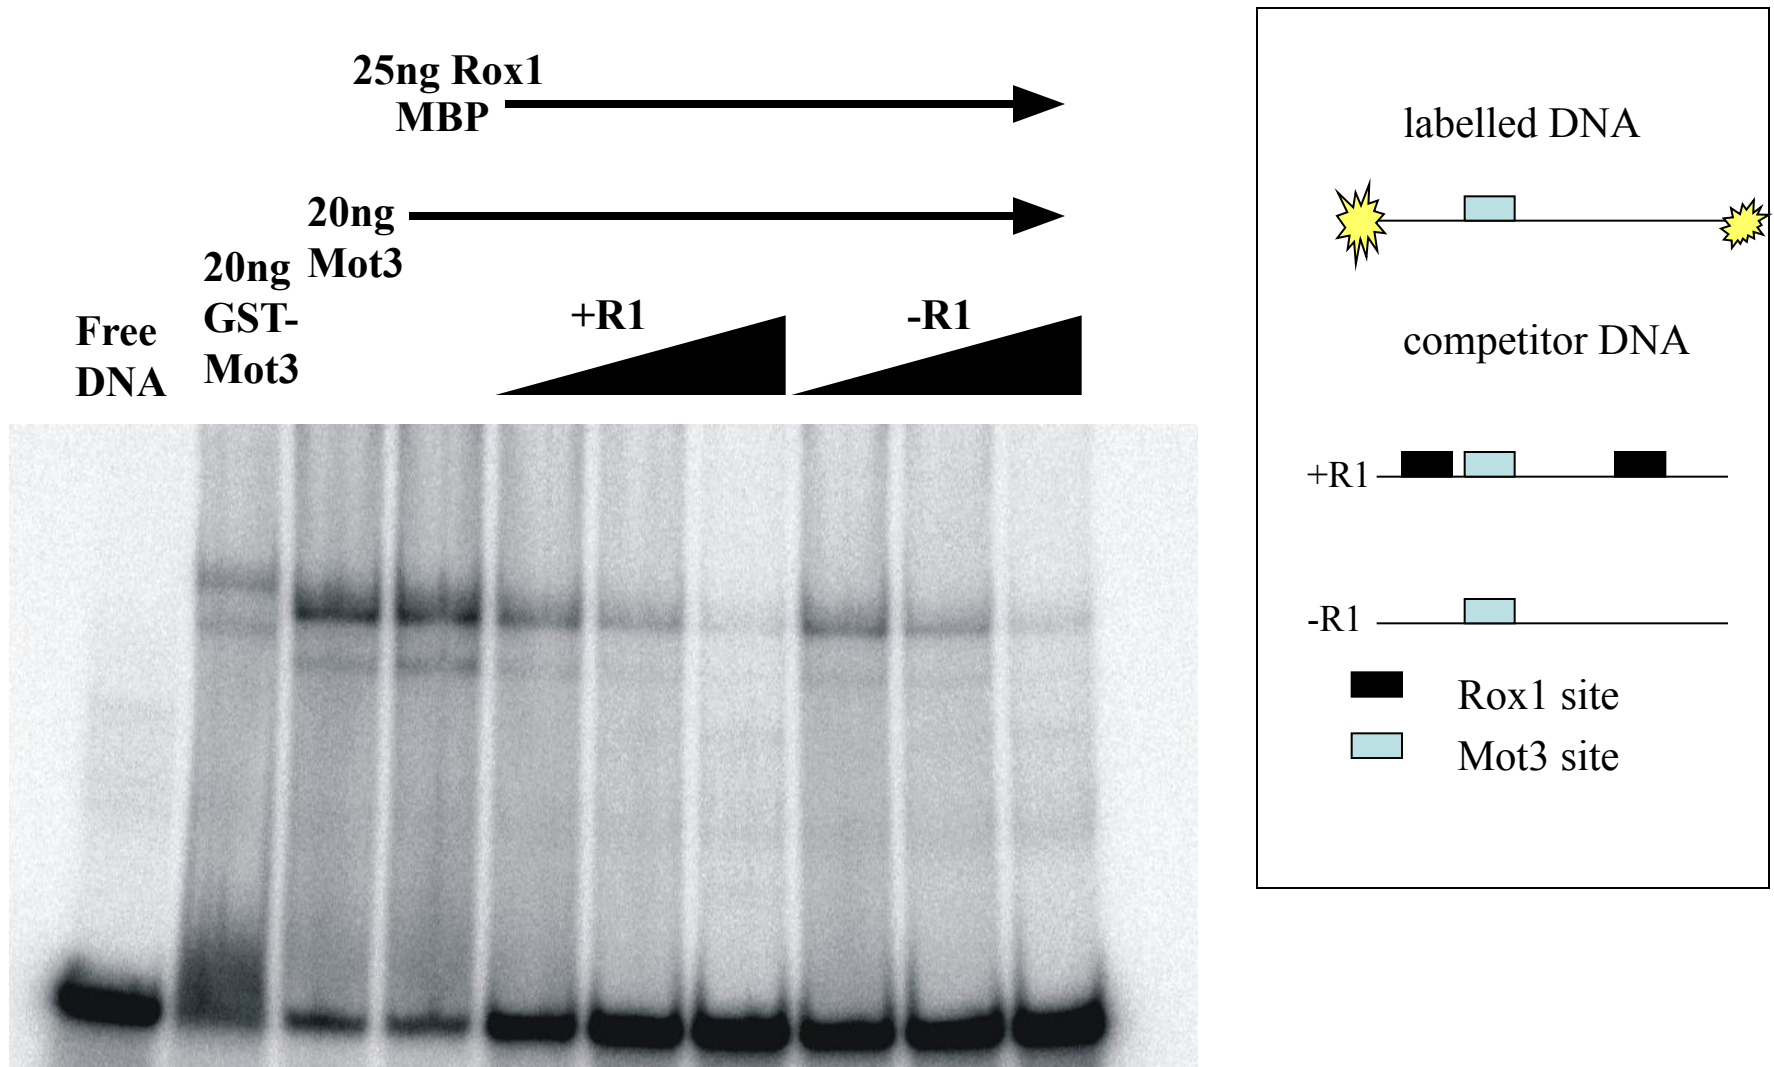 25ng Rox1
MBP
20ng
Mot3
20ng
GST-
Mot3
Free
DNA
+R1
-R1
labelled DNA
competitor DNA
+R1
-R1
Rox1 site
Mot3 site